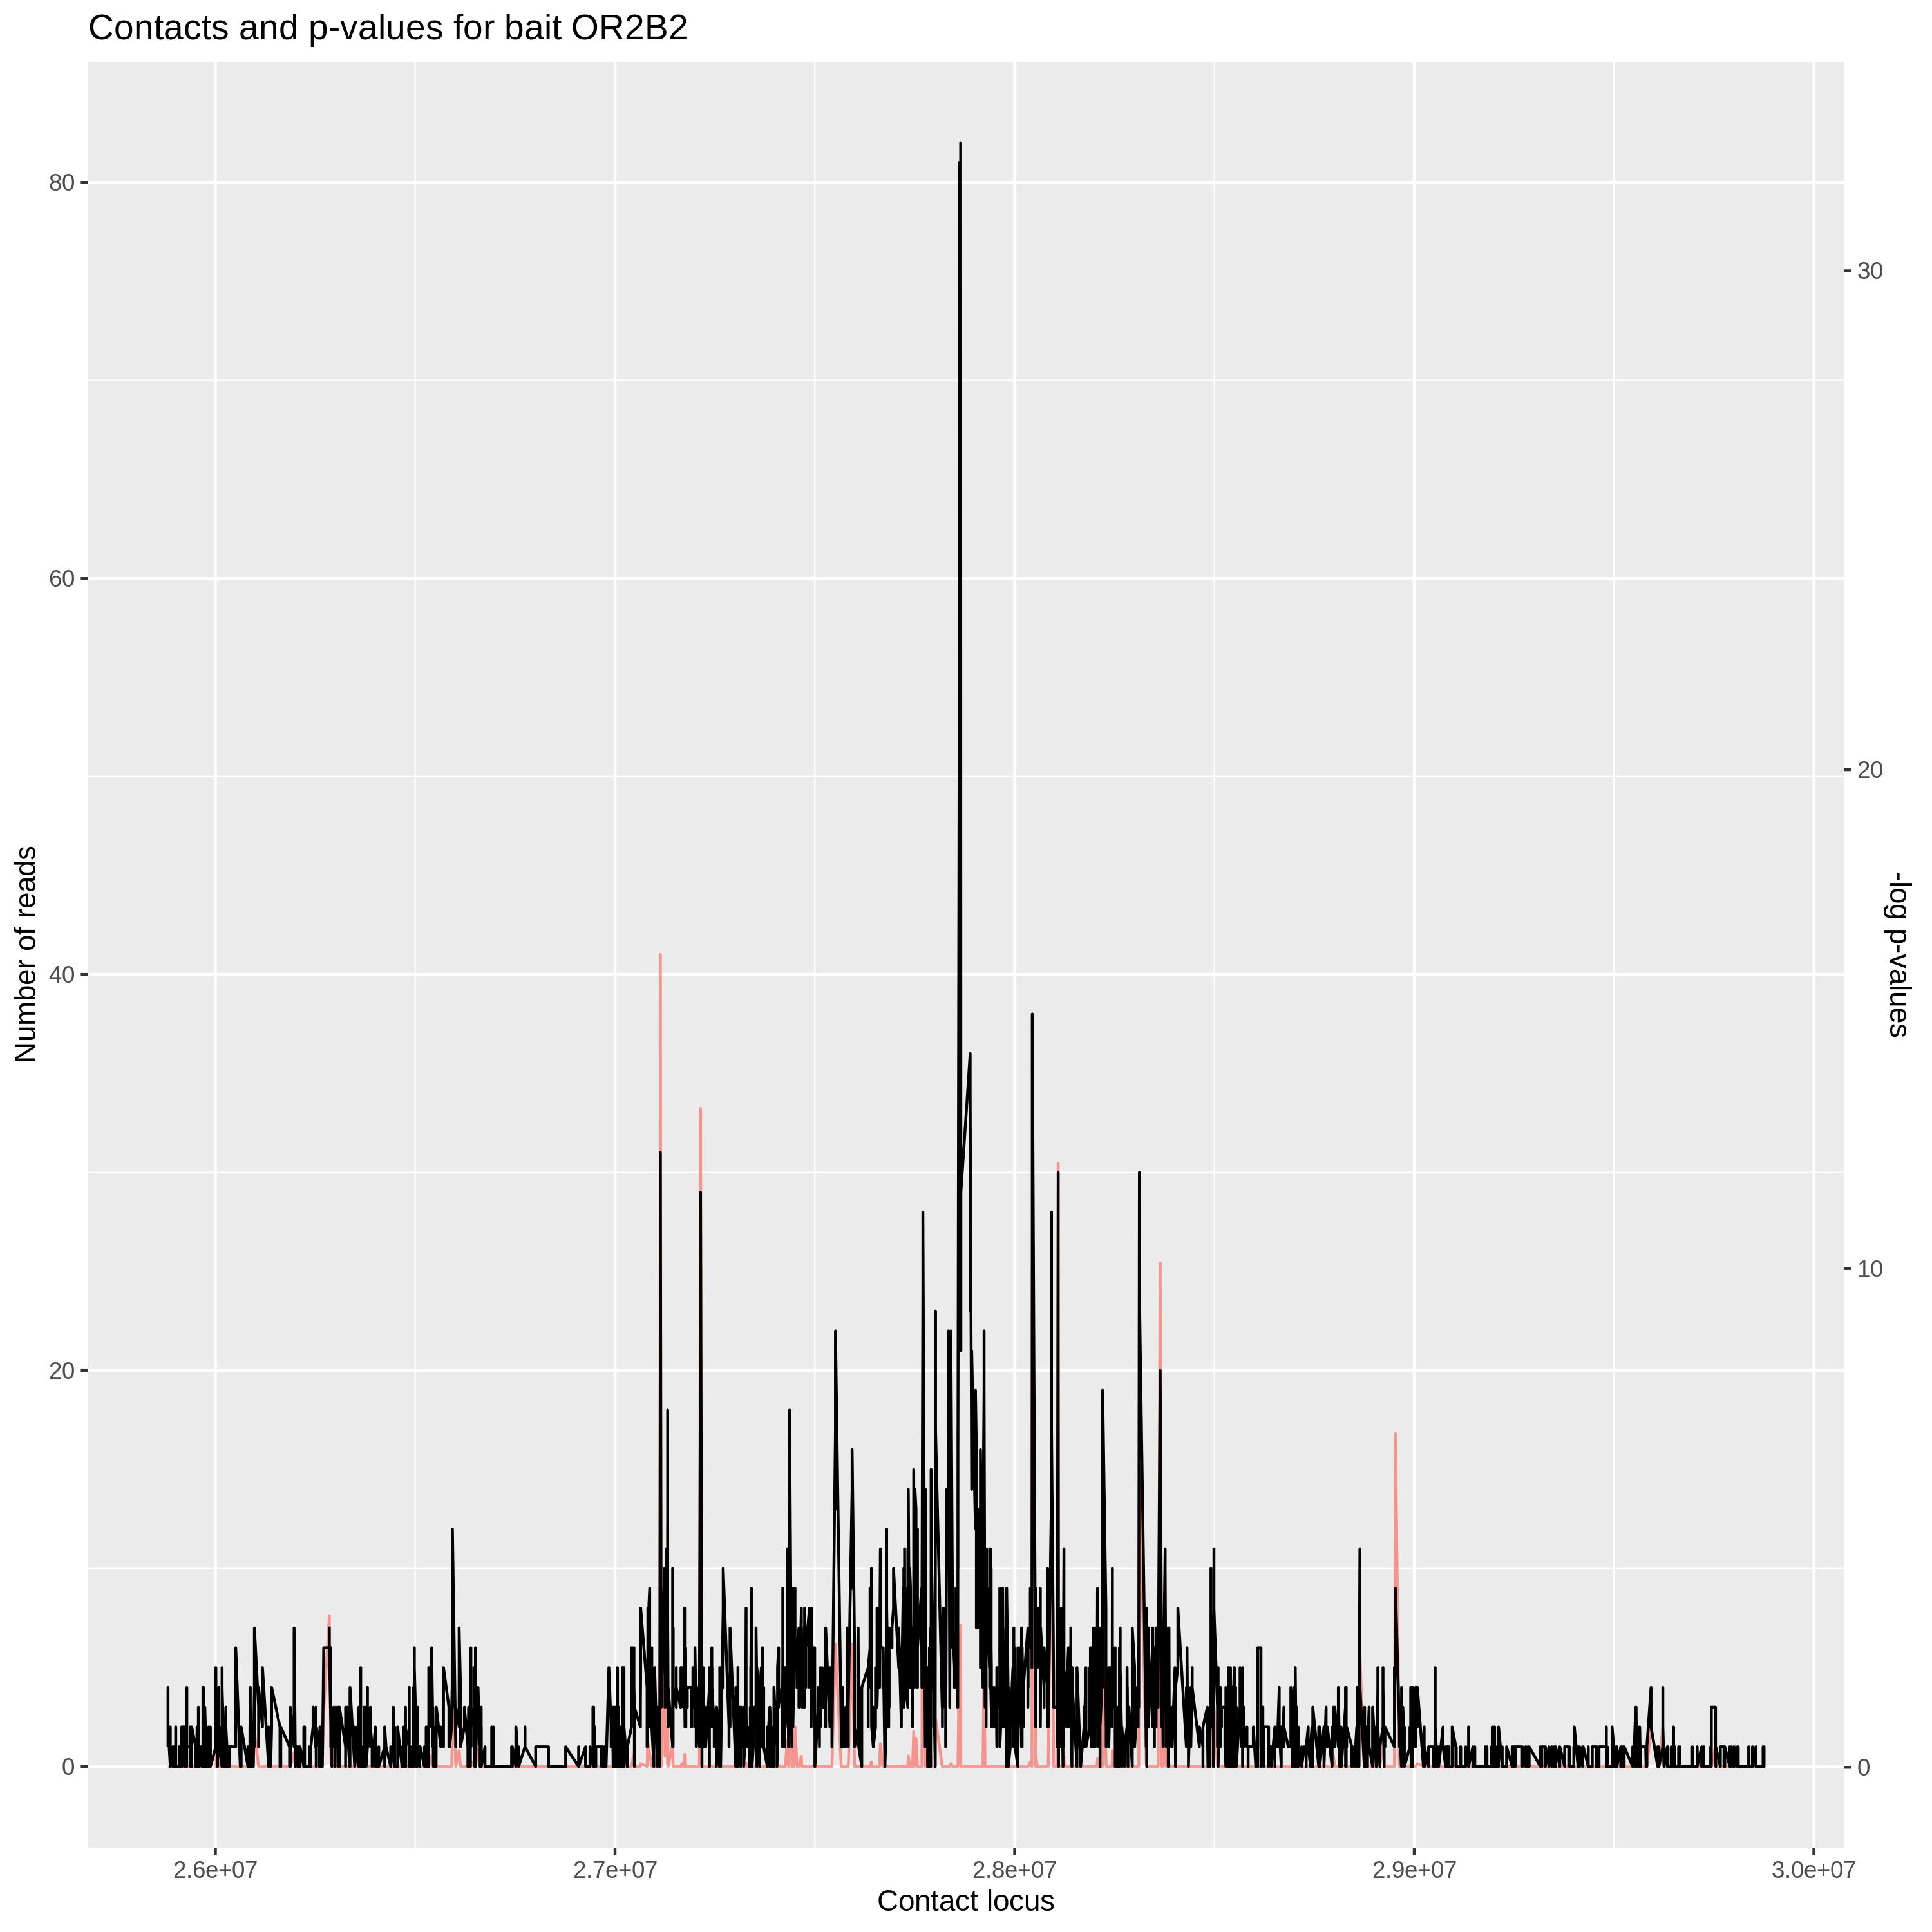 Contacts and p-values for bait OR2B2
Number of reads
80
60
40
20
0
30
20
10
0
-log p-values
2.6e+07
2.7e+07
2.8e+07
2.9e+07
3.0e+07
Contact locus